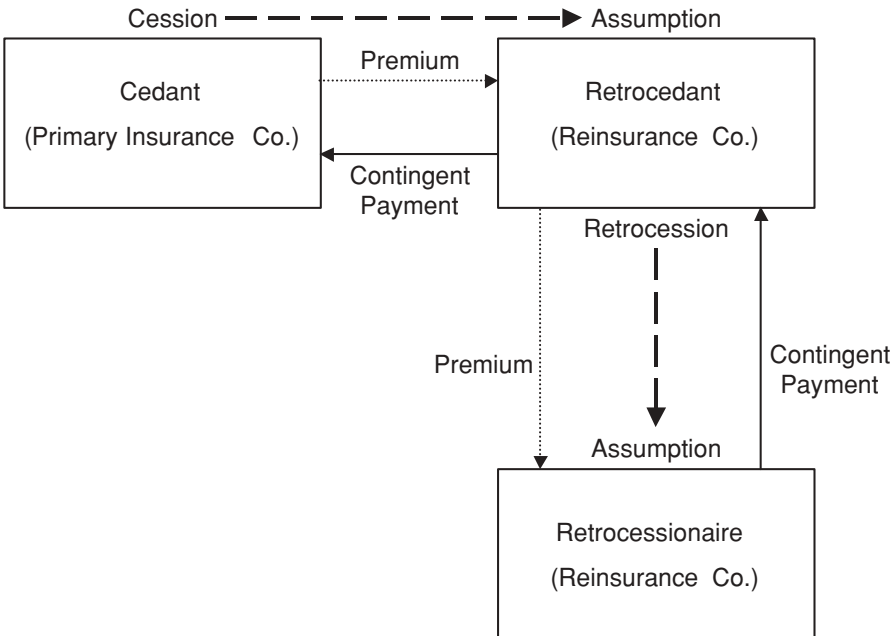 Cession
Assumption
Premium
Cedant
(Primary Insurance Co.)
Retrocedant
(Reinsurance Co.)
Contingent
Payment
Retrocession
Premium
Contingent
Payment
Assumption
Retrocessionaire
(Reinsurance Co.)